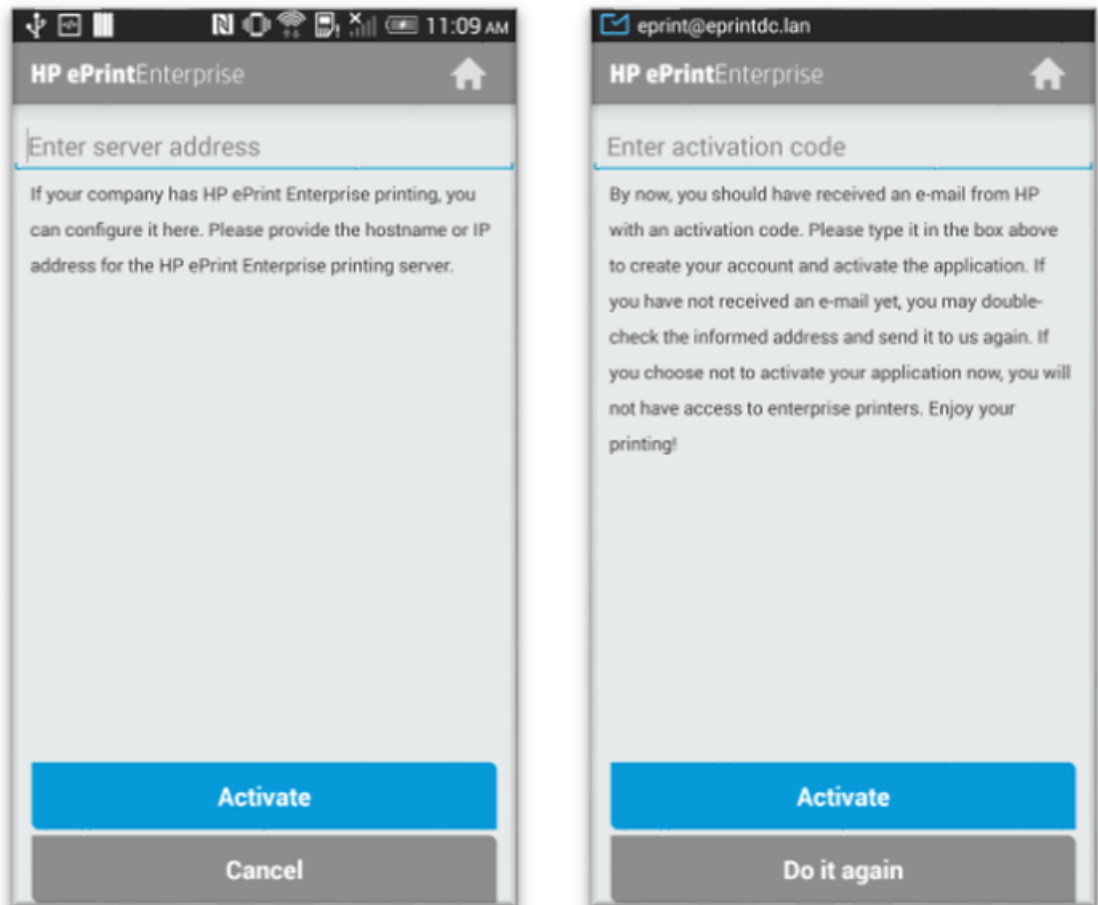 11:09 AM
HP ePrintEnterprise
Enter server address
If your company has HP ePrint Enterprise printing, you
can configure it here. Please provide the hostname or IP
address for the HP ePrint Enterprise printing server.
Activate
Cancel
eprint@eprintdc.lan
HP ePrintEnterprise
Enter activation code
By now, you should have received an e-mail from HP
with an activation code. Please type it in the box above
to create your account and activate the application. If
you have not received an e-mail yet, you may double-
check the informed address and send it to us again. If
you choose not to activate your application now, you will
not have access to enterprise printers. Enjoy your
printing!
Activate
Do it again